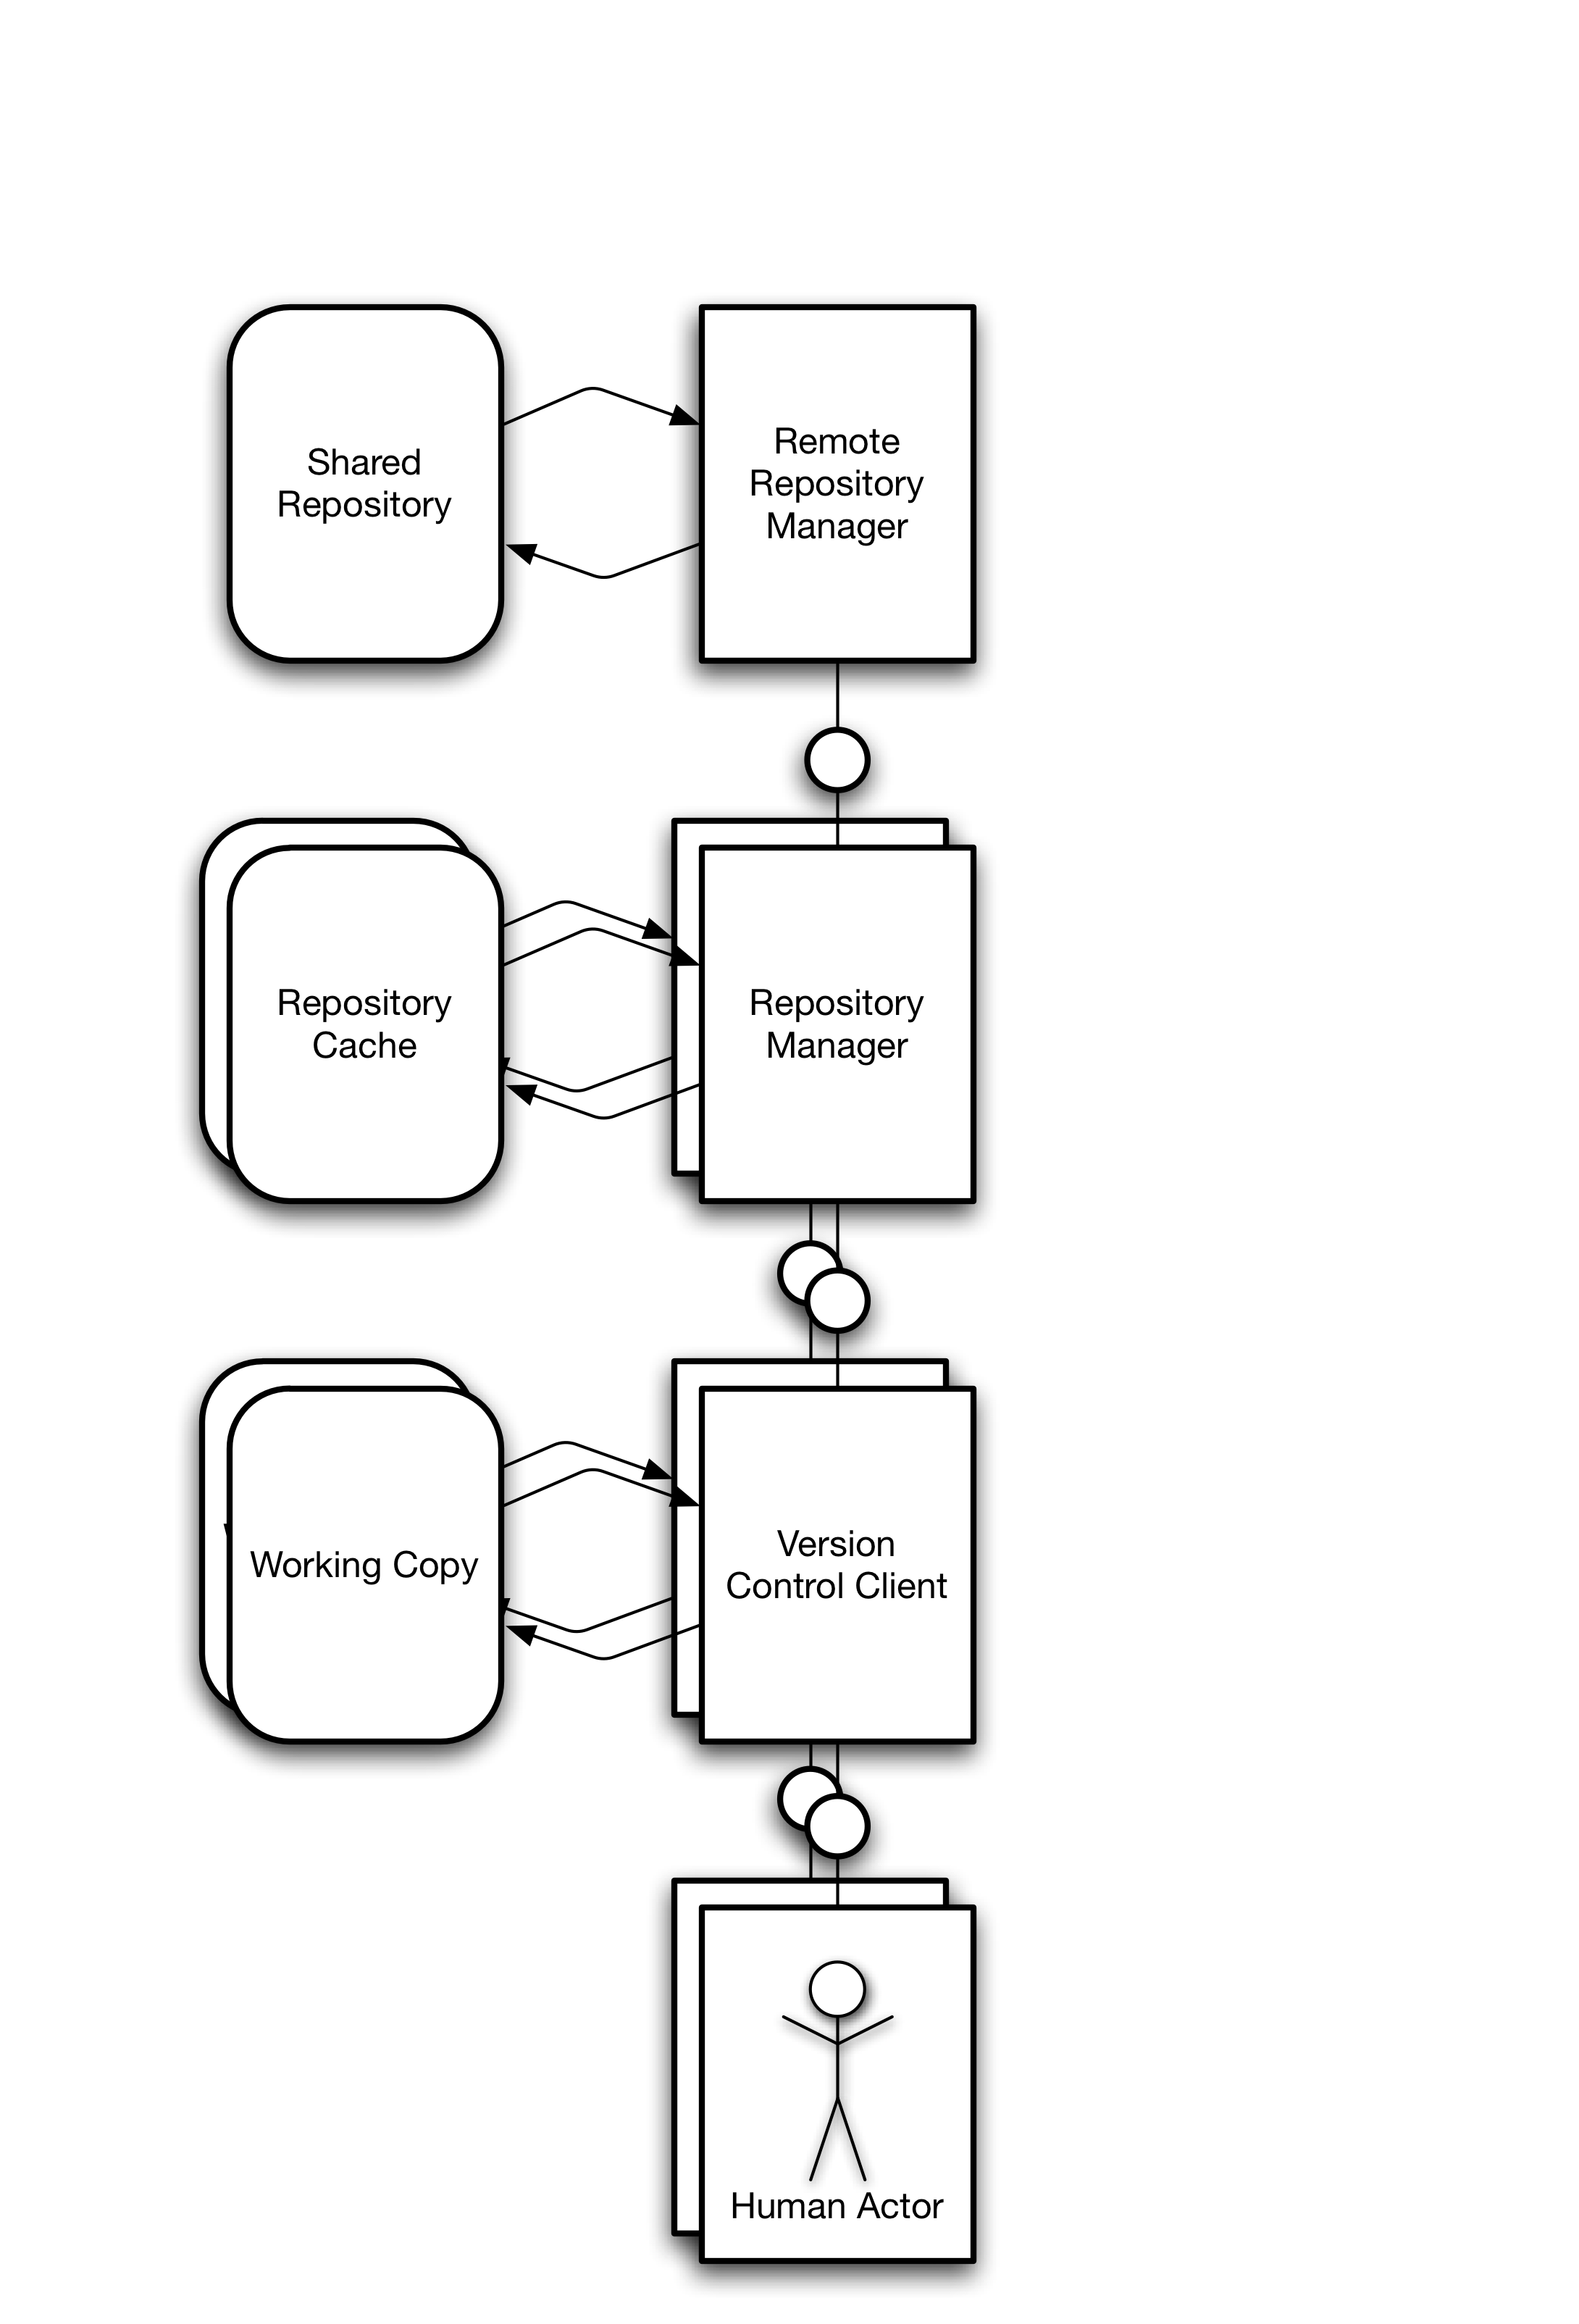 Shared
Repository
Remote
Repository
Manager
Repository
Cache
Repository
Manager
Working Copy
Version
Control Client
Human Actor